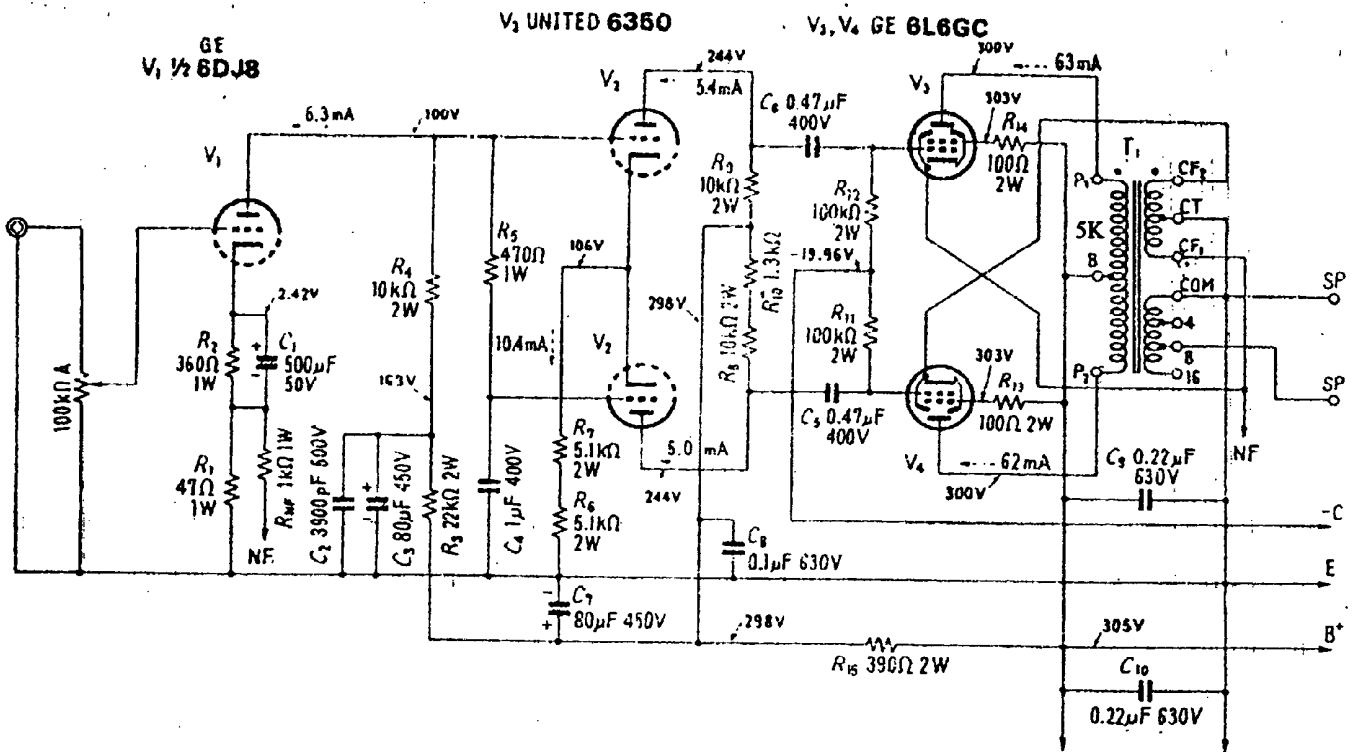 V₂ UNITED 6350
V₃, V₄ GE 6L6GC
GE
V₁ ½ 6DJ8
V₁
6.3mA
100V
V₂
244V
5.4mA
C₆ 0.47µF
400V
V₃
300V
63mA
303V
R₁₄
100Ω
2W
T₁
P₁
5K
B
P₂
CF₂
CT
CF₁
COM
4
8
16
SP
SP
R₉
10kΩ
2W
R₁₂
100kΩ
2W
R₅
470Ω
1W
R₄
10kΩ
2W
106V
-19.96V
R₁₀ 1.3kΩ
298V
R₈ 10kΩ 2W
R₁₁
100kΩ
2W
2.42V
R₂
360Ω
1W
C₁
500µF
50V
100kΩ A
10.4mA
V₂
163V
303V
R₁₃
100Ω 2W
C₅ 0.47µF
400V
R₇
5.1kΩ
2W
5.0 mA
244V
V₄
62mA
300V
C₉ 0.22µF
630V
NF
R₁
47Ω
1W
R_NF 1kΩ 1W
NF
C₂ 3900pF 500V
C₃ 80µF 450V
R₃ 22kΩ 2W
C₄ 1µF 400V
R₆
5.1kΩ
2W
C₈
0.1µF 630V
-C
E
C₇
80µF 450V
298V
R₁₅ 390Ω 2W
305V
B⁺
C₁₀
0.22µF 630V